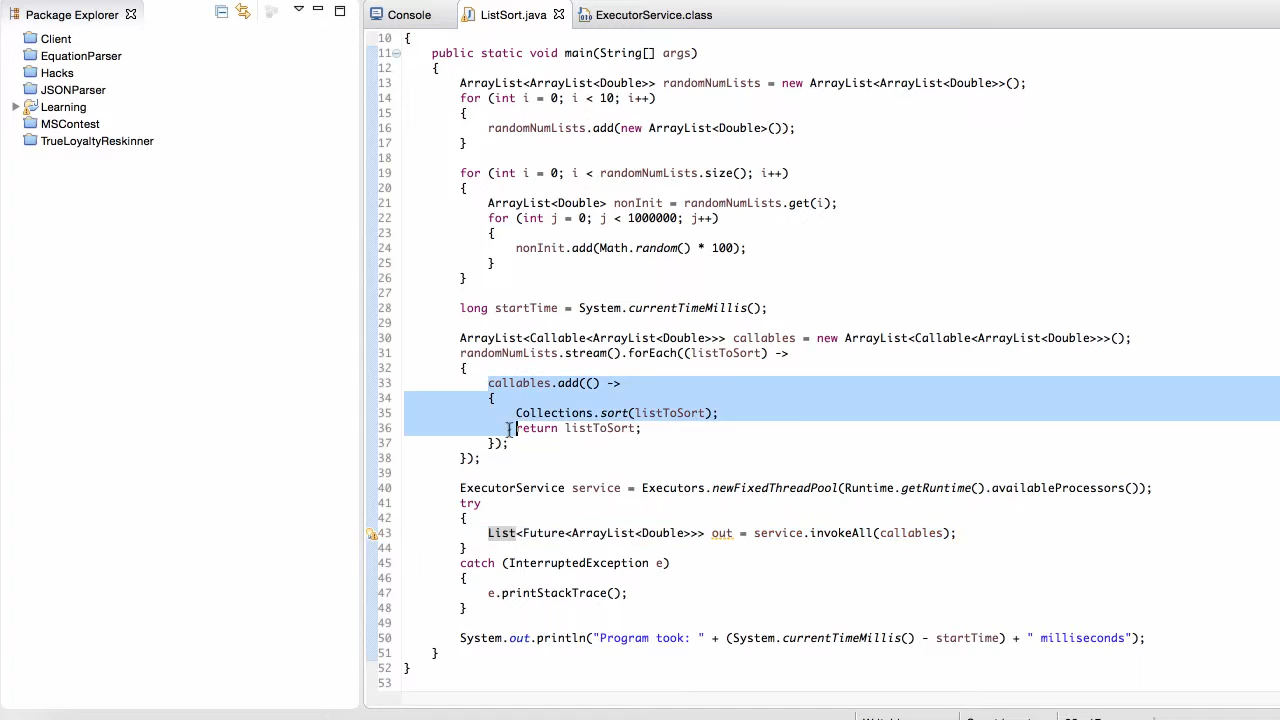 Package Explorer
Console
ListSort.java
ExecutorService.class
Client
EquationParser
Hacks
JSONParser
Learning
MSContest
TrueLoyaltyReskinner
10 {
11 public static void main(String[] args)
12 {
13 ArrayList<ArrayList<Double>> randomNumLists = new ArrayList<ArrayList<Double>>();
14 for (int i = 0; i < 10; i++)
15 {
16 randomNumLists.add(new ArrayList<Double>());
17 }
18
19 for (int i = 0; i < randomNumLists.size(); i++)
20 {
21 ArrayList<Double> nonInit = randomNumLists.get(i);
22 for (int j = 0; j < 1000000; j++)
23 {
24 nonInit.add(Math.random() * 100);
25 }
26 }
27
28 long startTime = System.currentTimeMillis();
29
30 ArrayList<Callable<ArrayList<Double>>> callables = new ArrayList<Callable<ArrayList<Double>>>();
31 randomNumLists.stream().forEach((listToSort) ->
32 {
33 callables.add(() ->
34 {
35 Collections.sort(listToSort);
36 return listToSort;
37 });
38 });
39
40 ExecutorService service = Executors.newFixedThreadPool(Runtime.getRuntime().availableProcessors());
41 try
42 {
43 List<Future<ArrayList<Double>>> out = service.invokeAll(callables);
44 }
45 catch (InterruptedException e)
46 {
47 e.printStackTrace();
48 }
49
50 System.out.println("Program took: " + (System.currentTimeMillis() - startTime) + " milliseconds");
51 }
52 }
53